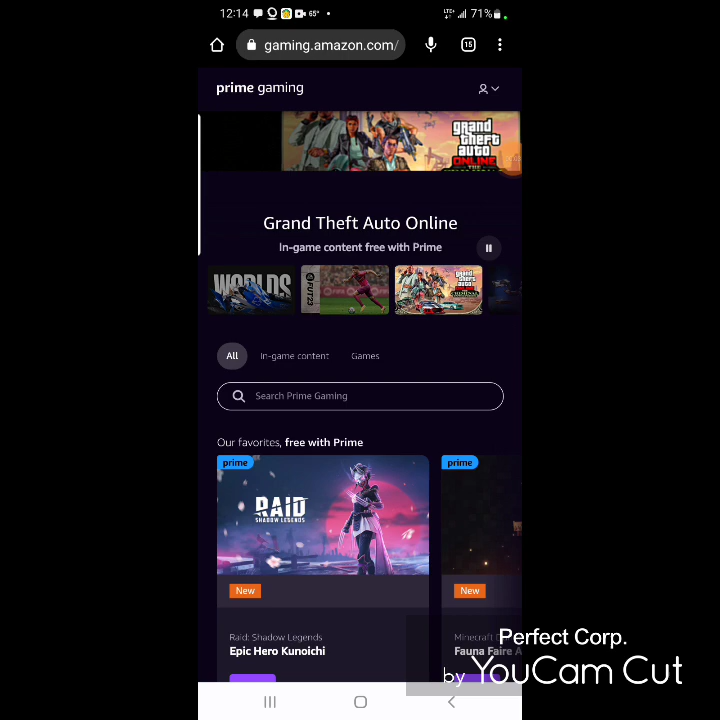 12:14 65° LTE+ 71%
gaming.amazon.com/ 15
prime gaming
grand
theft
auto
ONLINE
Grand Theft Auto Online
In-game content free with Prime
WORLDS FUT23
All In-game content Games
Search Prime Gaming
Our favorites, free with Prime
prime prime
RAID
SHADOW LEGENDS
New New
Raid: Shadow Legends Minecraft
Epic Hero Kunoichi Fauna Faire A
Perfect Corp.
by YouCam Cut